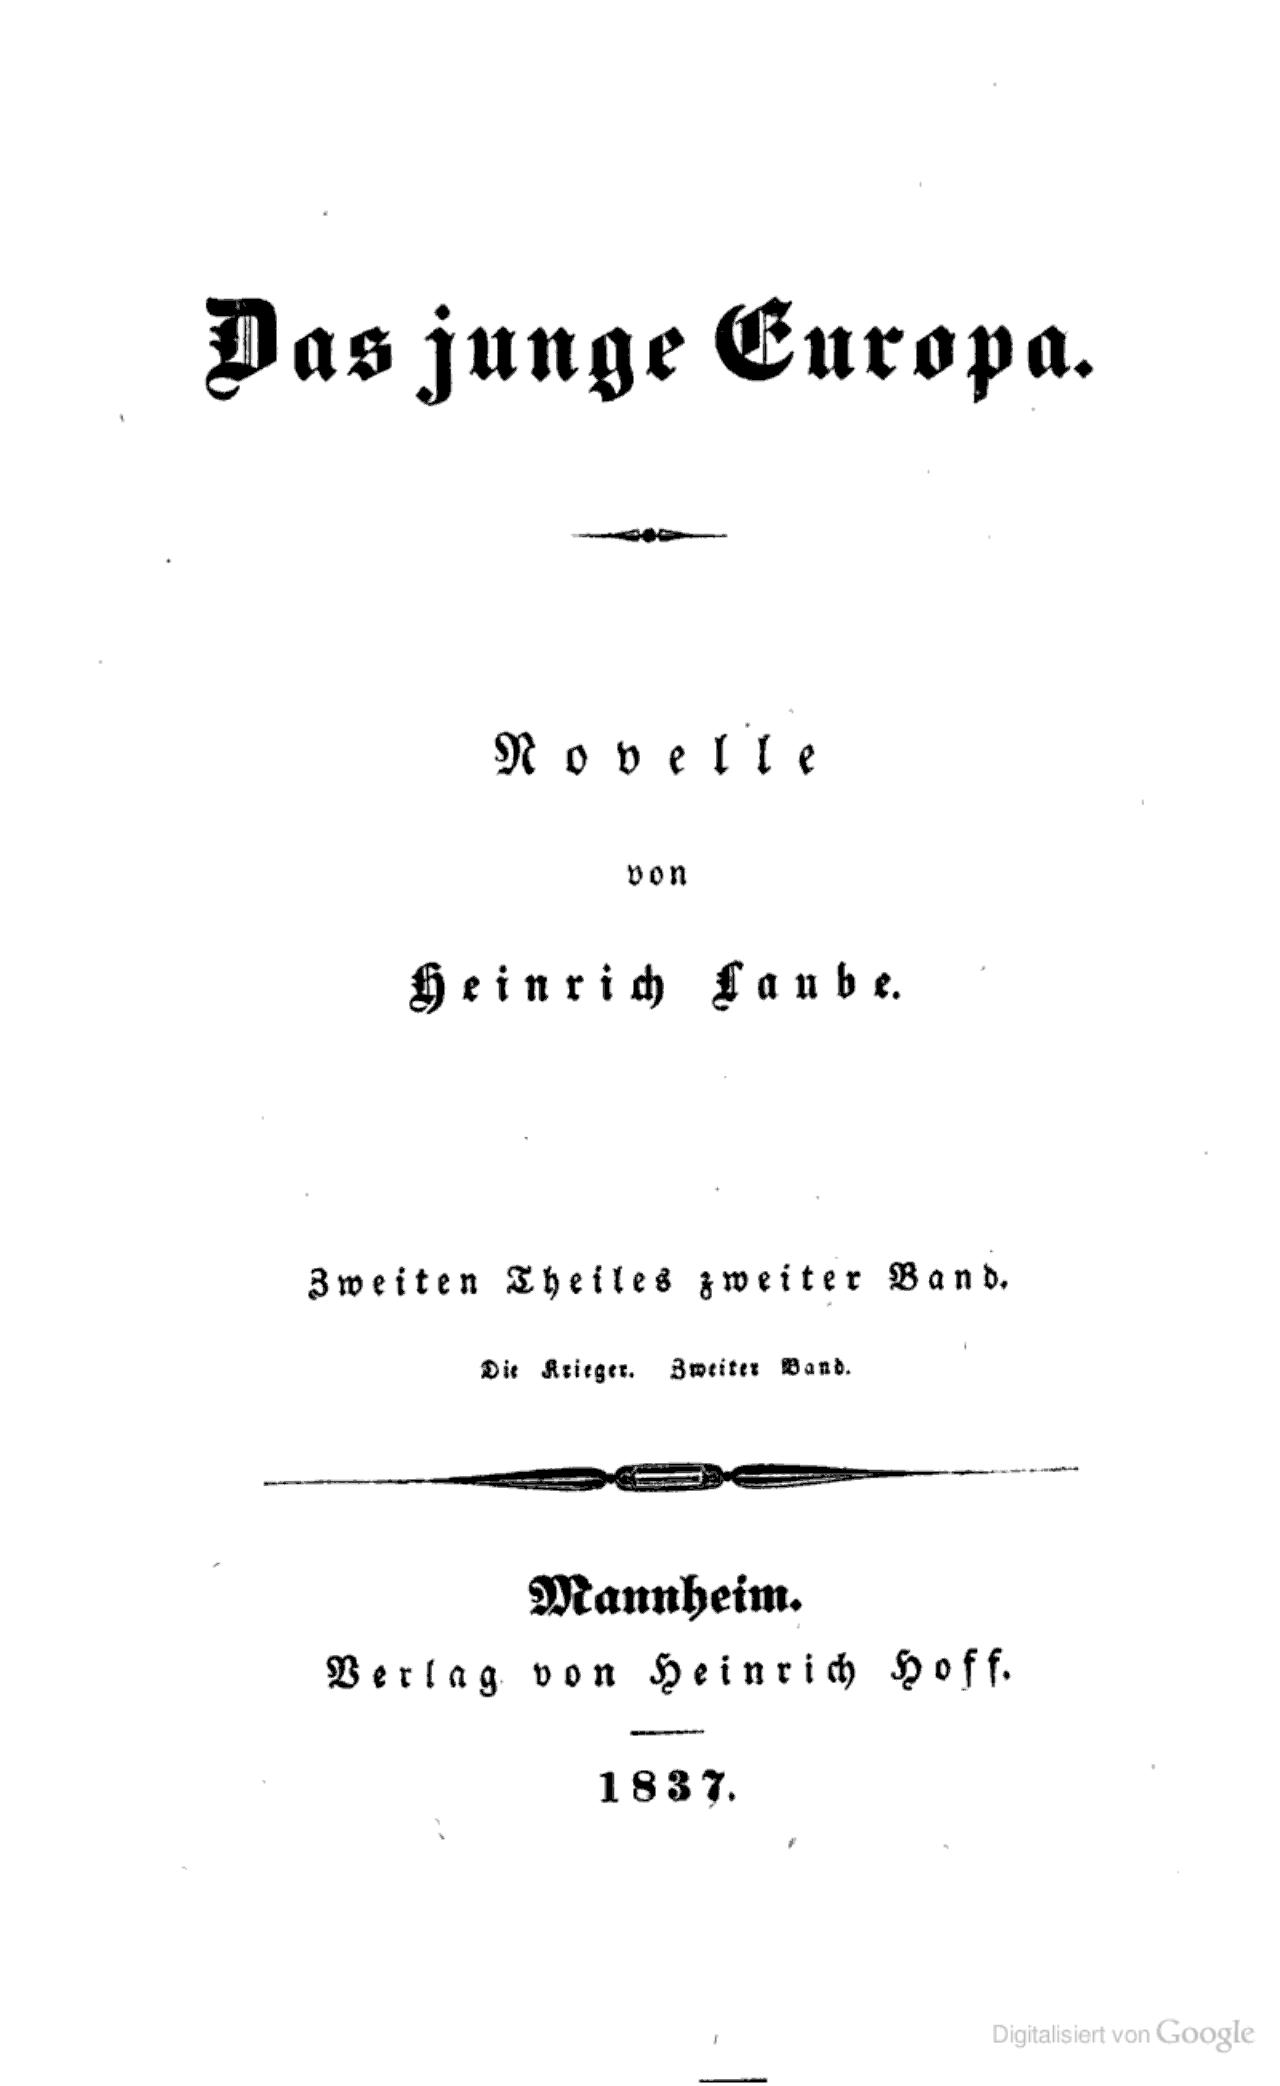 Das junge Europa.
Novelle
von
Heinrich Laube.
Zweiten Theiles zweiter Band.
Die Krieger. Zweiter Band.
Mannheim.
Verlag von Heinrich Hoff.
1837.
Digitalisiert von Google